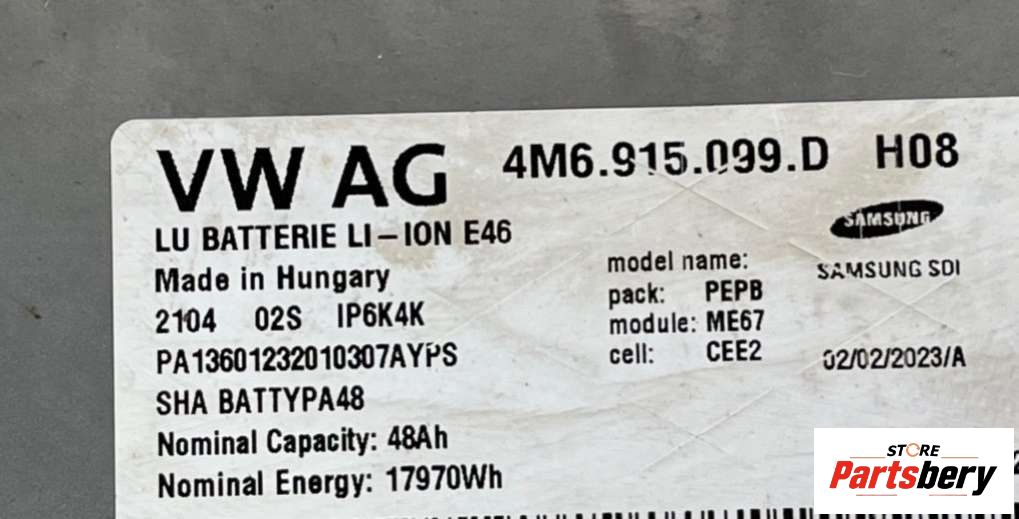 VW AG 4M6.915.099.D H08
LU BATTERIE LI-ION E46
Made in Hungary
2104 02S IP6K4K
PA13601232010307AYPS
SHA BATTYPA48
Nominal Capacity: 48Ah
Nominal Energy: 17970Wh
model name:
pack: PEPB
module: ME67
cell: CEE2
SAMSUNG
SAMSUNG SDI
02/02/2023/A
STORE
Partsbery